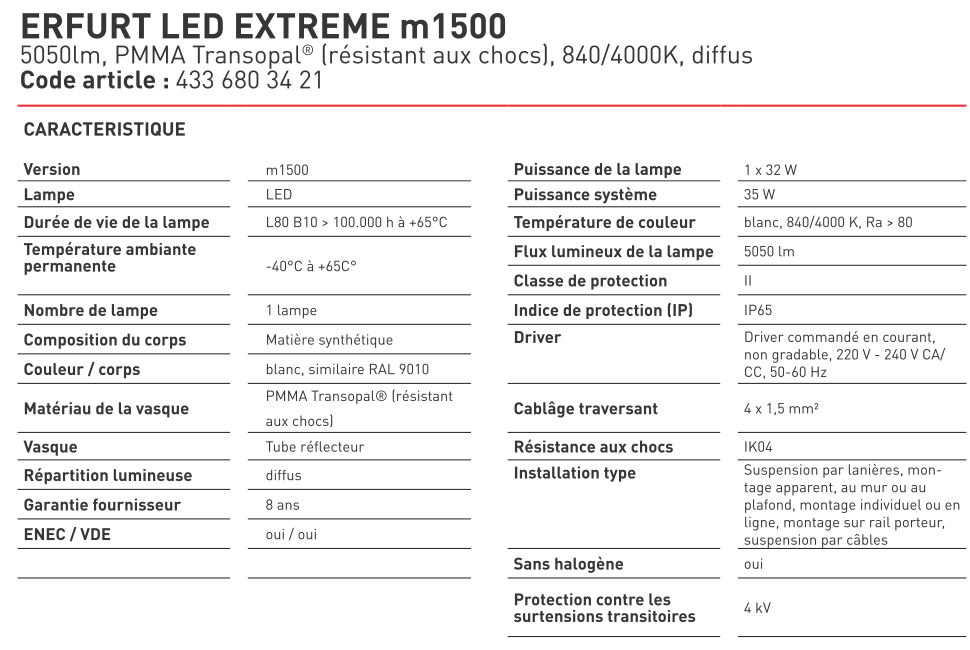 ERFURT LED EXTREME m1500
5050lm, PMMA Transopal® (résistant aux chocs), 840/4000K, diffus
Code article : 433 680 34 21
CARACTERISTIQUE
Version m1500
Lampe LED
Durée de vie de la lampe L80 B10 > 100.000 h à +65°C
Température ambiante
permanente
-40°C à +65C°
Nombre de lampe 1 lampe
Composition du corps Matière synthétique
Couleur / corps blanc, similaire RAL 9010
Matériau de la vasque
PMMA Transopal® (résistant
aux chocs)
Vasque Tube réflecteur
Répartition lumineuse diffus
Garantie fournisseur 8 ans
ENEC / VDE oui / oui
Puissance de la lampe 1 x 32 W
Puissance système 35 W
Température de couleur blanc, 840/4000 K, Ra > 80
Flux lumineux de la lampe 5050 lm
Classe de protection II
Indice de protection (IP) IP65
Driver Driver commandé en courant,
non gradable, 220 V - 240 V CA/
CC, 50-60 Hz
Cablâge traversant 4 x 1,5 mm²
Résistance aux chocs IK04
Installation type Suspension par lanières, mon-
tage apparent, au mur ou au
plafond, montage individuel ou en
ligne, montage sur rail porteur,
suspension par câbles
Sans halogène oui
Protection contre les
surtensions transitoires
4 kV